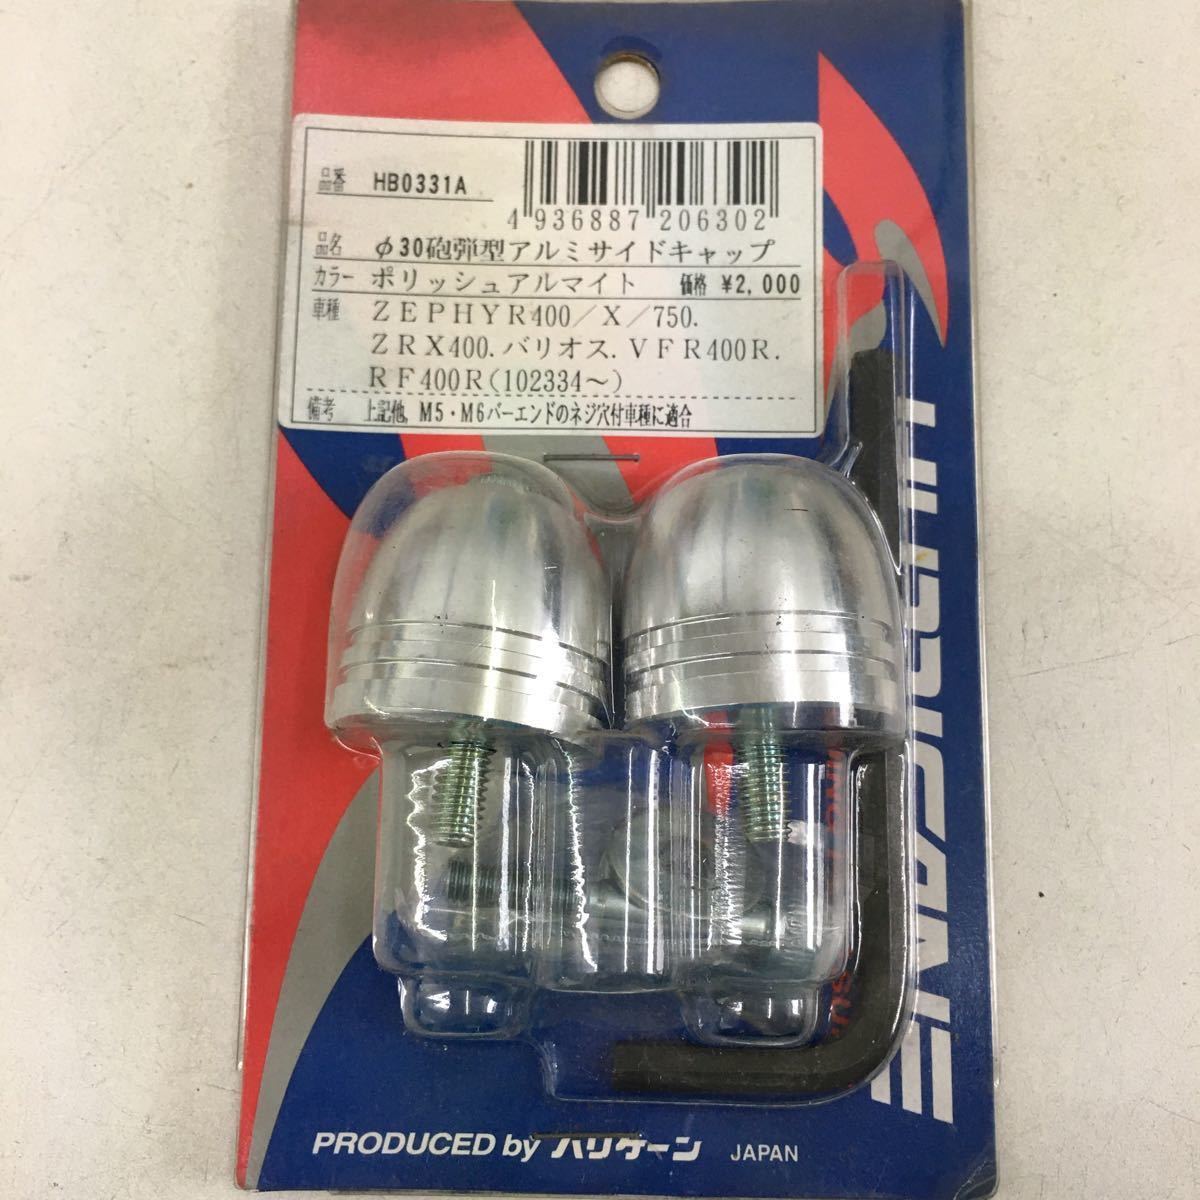 品番 HB0331A
4 936887 206302
品名 φ30砲弾型アルミサイドキャップ
カラー ポリッシュアルマイト 価格 ¥2,000
車種 ZEPHYR400/X/750.
ZRX400.バリオス.VFR400R.
RF400R(102334~)
備考 上記他, M5・M6バーエンドのネジ穴付車種に適合
HURRICANE
PRODUCED by ハリケーン JAPAN